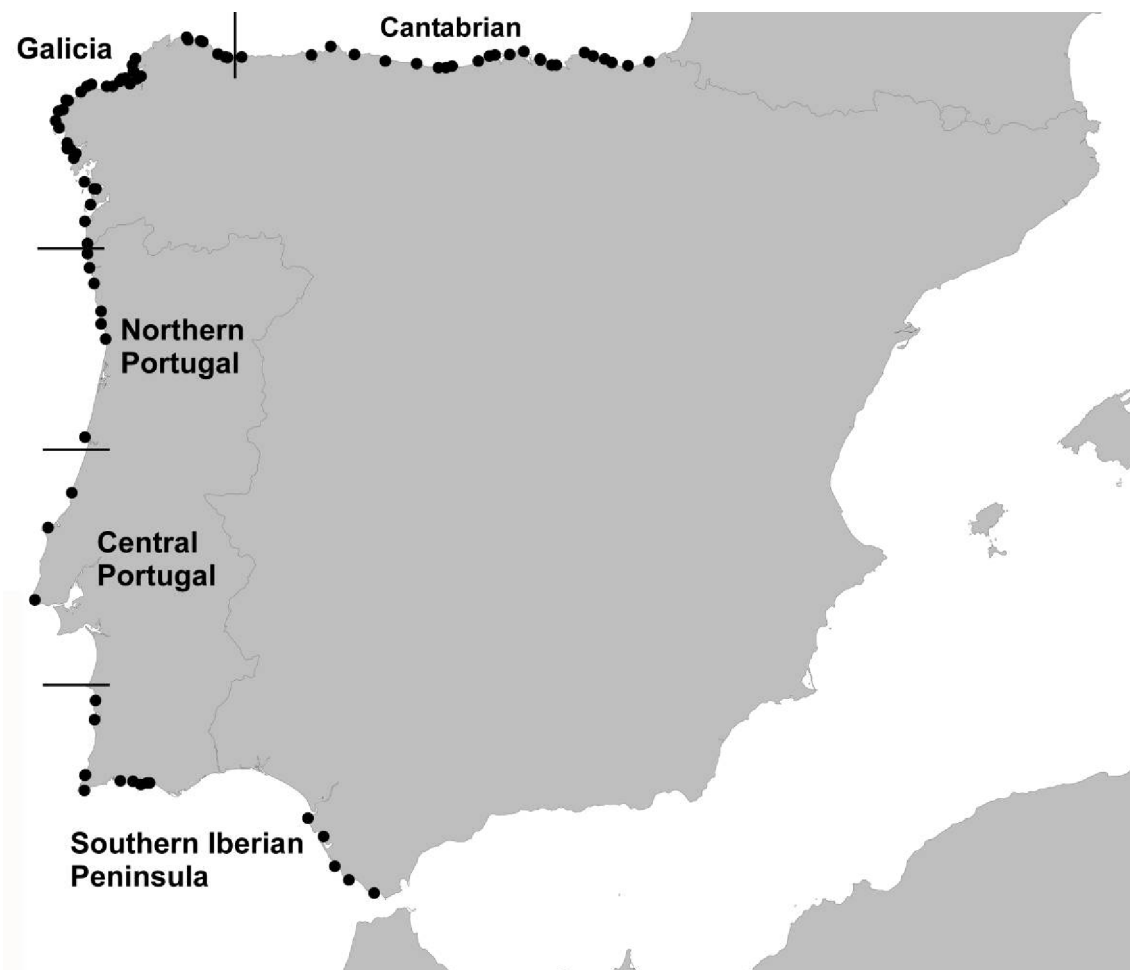 Galicia
Cantabrian
Northern
Portugal
Central
Portugal
Southern Iberian
Peninsula